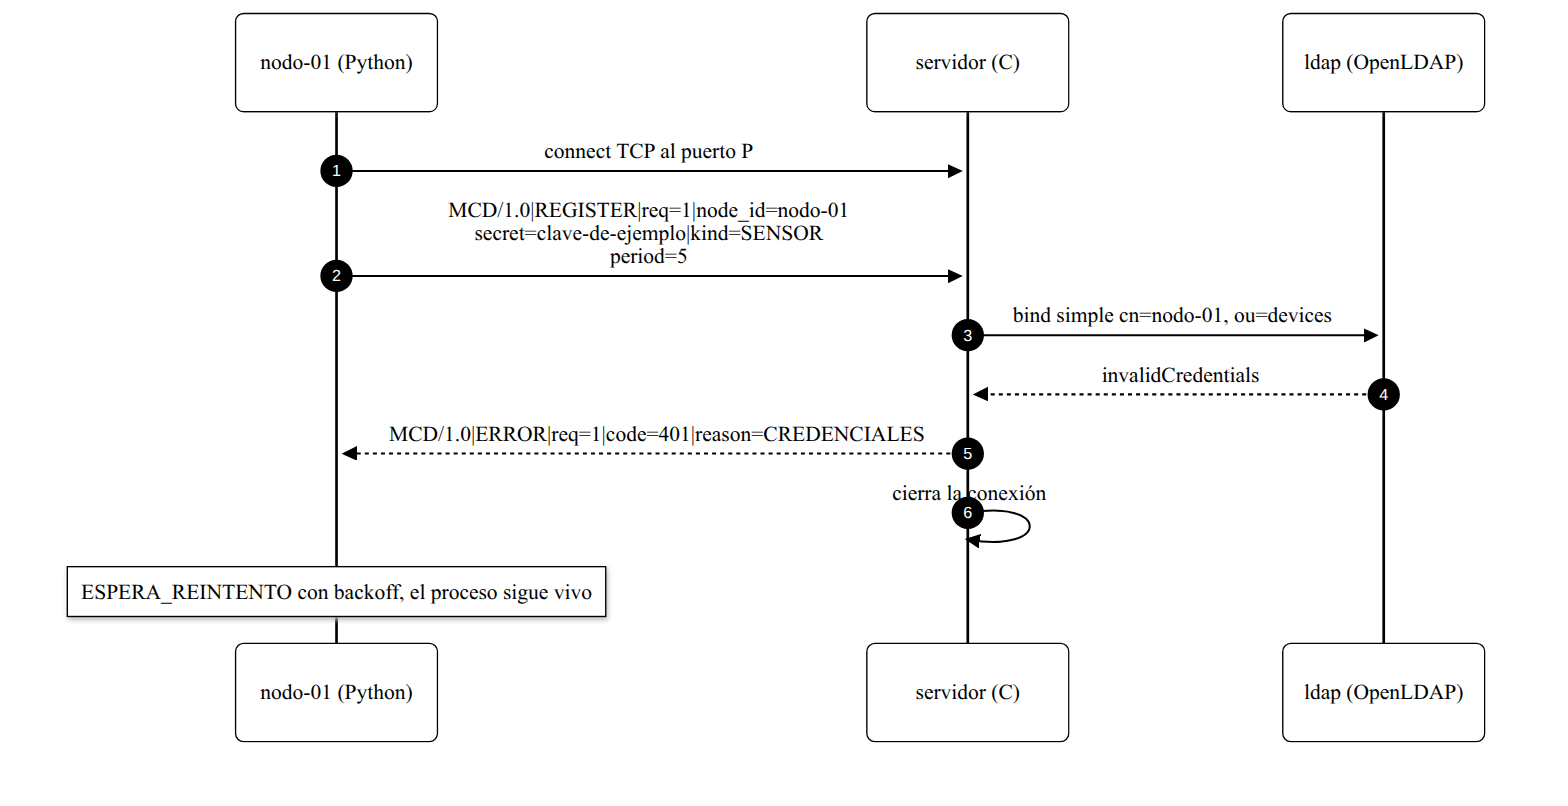 nodo-01 (Python)
servidor (C)
ldap (OpenLDAP)
connect TCP al puerto P
1
MCD/1.0|REGISTER|req=1|node_id=nodo-01
secret=clave-de-ejemplo|kind=SENSOR
period=5
2
bind simple cn=nodo-01, ou=devices
3
invalidCredentials
4
MCD/1.0|ERROR|req=1|code=401|reason=CREDENCIALES
5
cierra la conexión
6
ESPERA_REINTENTO con backoff, el proceso sigue vivo
nodo-01 (Python)
servidor (C)
ldap (OpenLDAP)